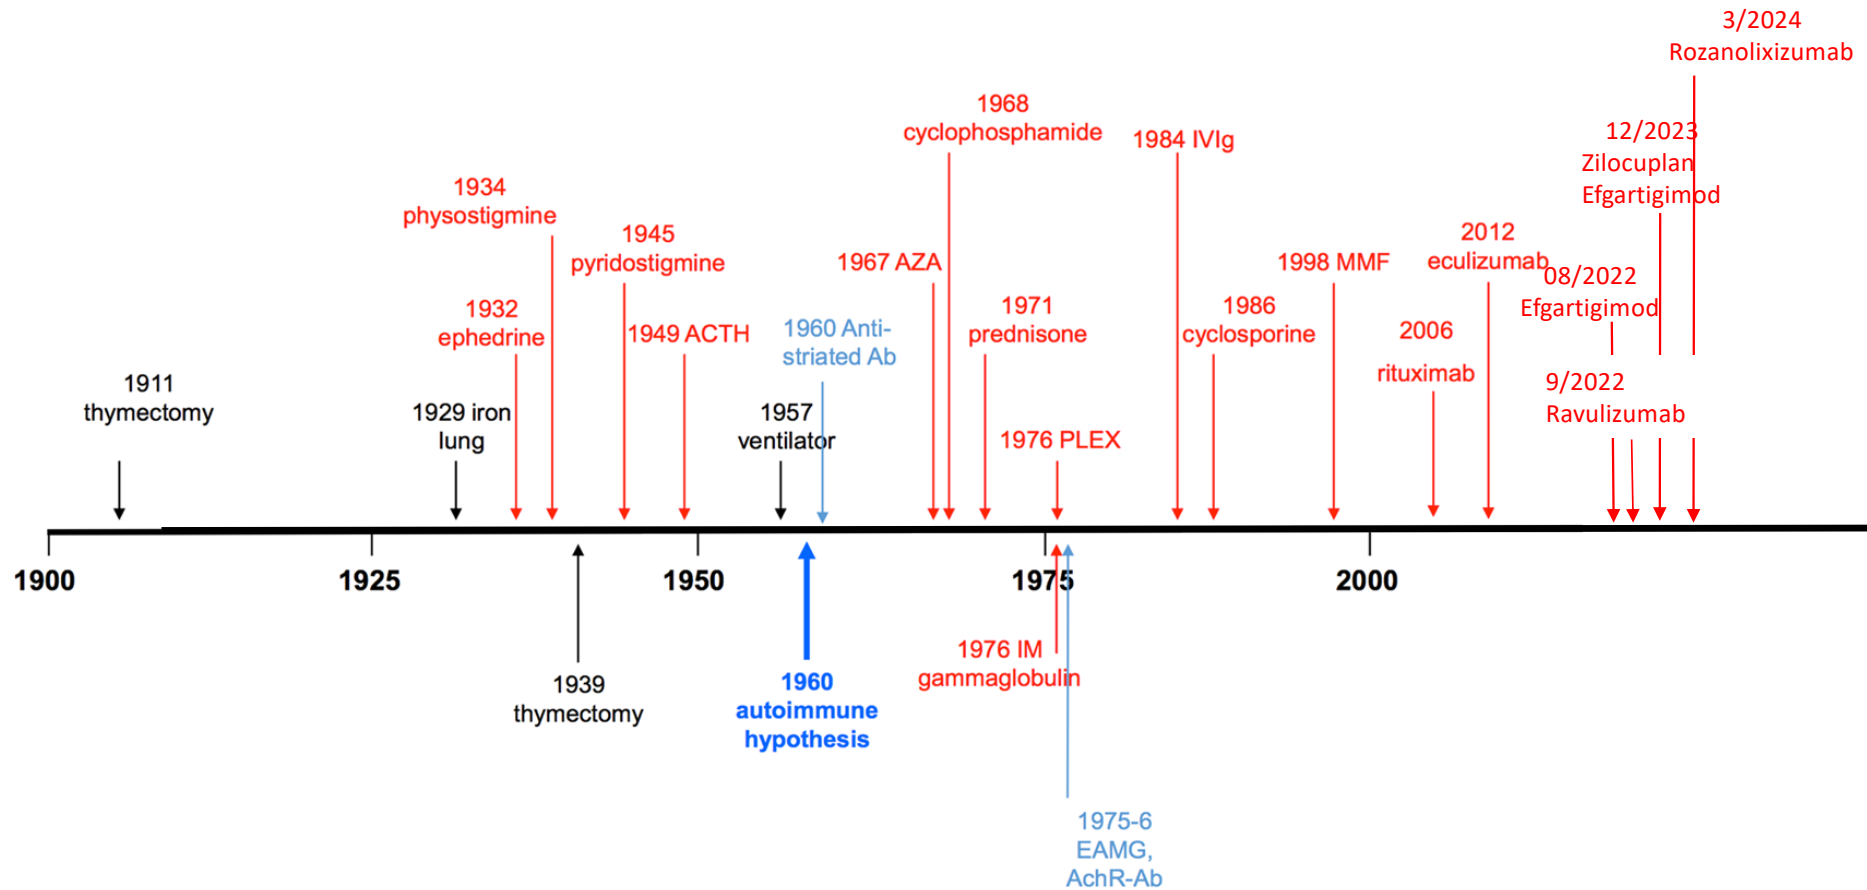 3/2024
Rozanolixizumab
1968
cyclophosphamide
1984 IVIg
12/2023
Zilocuplan
Efgartigimod
1934
physostigmine
1945
pyridostigmine
1967 AZA
1998 MMF
2012
eculizumab
08/2022
Efgartigimod
1932
ephedrine
1949 ACTH
1960 Anti-
striated Ab
1971
prednisone
1986
cyclosporine
2006
rituximab
1911
thymectomy
1929 iron
lung
1957
ventilator
1976 PLEX
9/2022
Ravulizumab
1900
1925
1950
1975
2000
1939
thymectomy
1960
autoimmune
hypothesis
1976 IM
gammaglobulin
1975-6
EAMG,
AchR-Ab